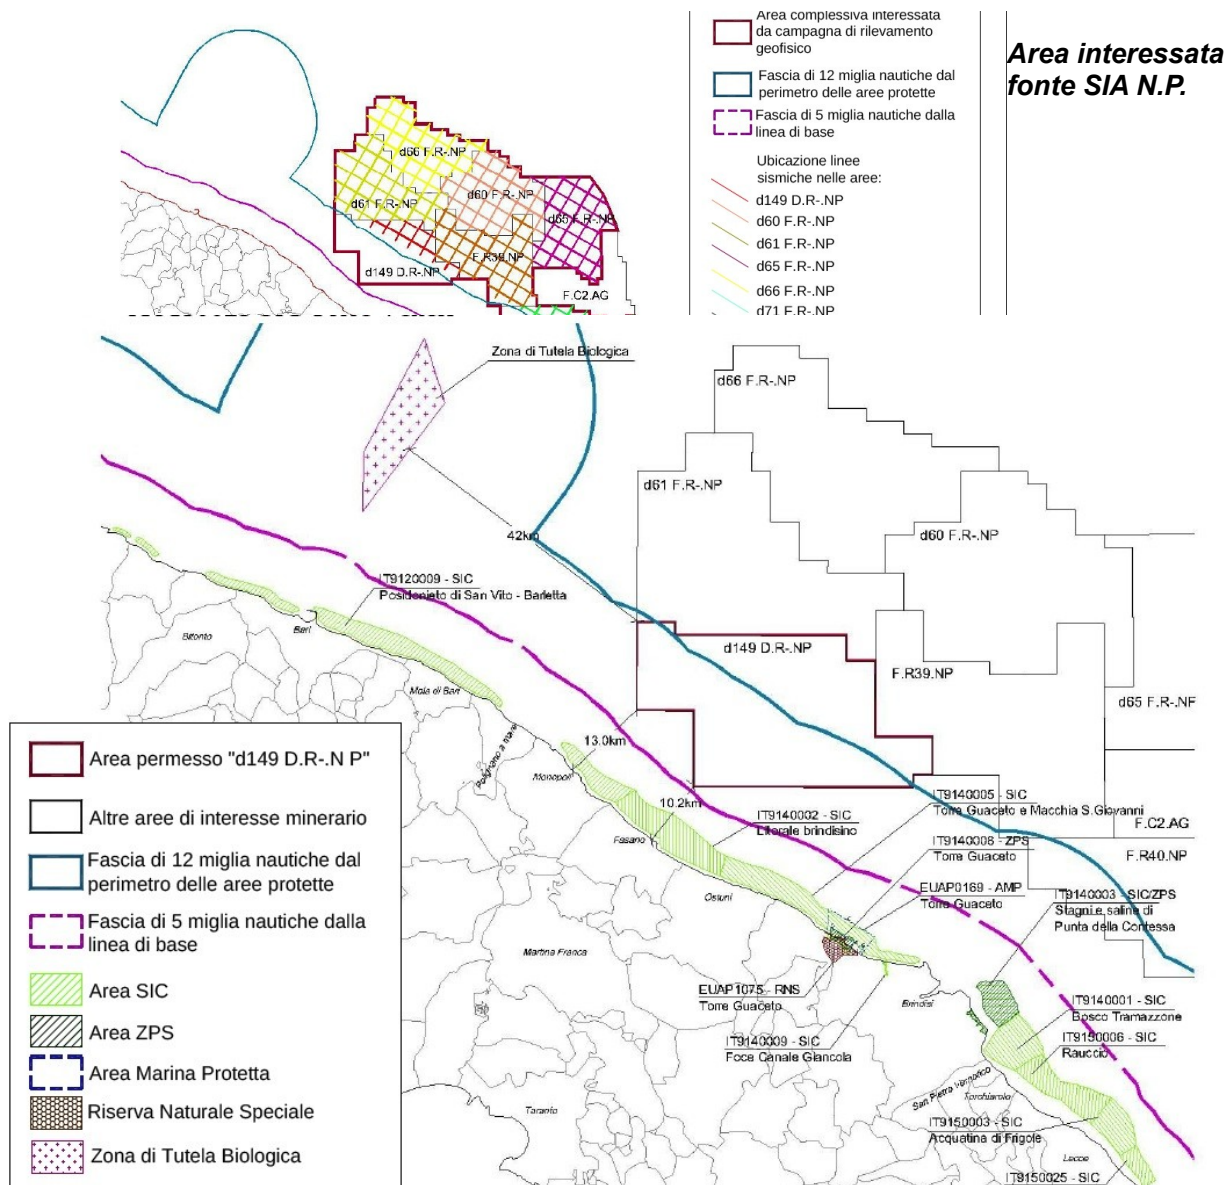 Area complessiva interessata
da campagna di rilevamento
geofisico
Area interessata
fonte SIA N.P.
Fascia di 12 miglia nautiche dal
perimetro delle aree protette
Fascia di 5 miglia nautiche dalla
linea di base
Ubicazione linee
sismiche nelle aree:
d149 D.R-.NP
d60 F.R-.NP
d61 F.R-.NP
d65 F.R-.NP
d66 F.R-.NP
d71 F.R-.NP
d66 F.R-.NP
d60 F.R-.NP
d61 F.R-.NP
d65 F.R-.NP
F.R39.NP
d149 D.R-.NP
F.C2.AG
Zona di Tutela Biologica
d66 F.R-.NP
d61 F.R-.NP
d60 F.R-.NP
42km
IT9120009 - SIC
Posidonieto di San Vito - Barletta
Bitonto
Bari
Mola di Bari
d149 D.R-.NP
F.R39.NP
d65 F.R-.NF
Polignano a mare
13.0km
Monopoli
10.2km
IT9140005 - SIC
Torre Guaceto e Macchia S.Giovanni
IT9140002 - SIC
Litorale brindisino
F.C2.AG
Fasano
IT9140008 - ZPS
Torre Guaceto
F.R40.NP
EUAP0169 - AMP
Torre Guaceto
IT9140003 - SIC/ZPS
Stagni e saline di
Punta della Contessa
Ostuni
Martina Franca
EUAP1075 - RNS
Torre Guaceto
Brindisi
IT9140001 - SIC
Bosco Tramazzone
IT9140009 - SIC
Foce Canale Giancola
IT9150006 - SIC
Rauccio
San Pietro Vernotico
Torchiarolo
Taranto
IT9150003 - SIC
Acquatina di Frigole
Lecce
IT9150025 - SIC
Area permesso "d149 D.R-.N P"
Altre aree di interesse minerario
Fascia di 12 miglia nautiche dal
perimetro delle aree protette
Fascia di 5 miglia nautiche dalla
linea di base
Area SIC
Area ZPS
Area Marina Protetta
Riserva Naturale Speciale
Zona di Tutela Biologica